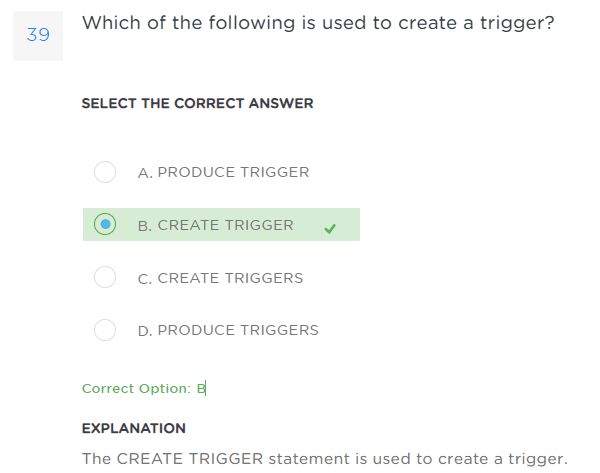 39
Which of the following is used to create a trigger?
SELECT THE CORRECT ANSWER
A. PRODUCE TRIGGER
B. CREATE TRIGGER
C. CREATE TRIGGERS
D. PRODUCE TRIGGERS
Correct Option: B
EXPLANATION
The CREATE TRIGGER statement is used to create a trigger.